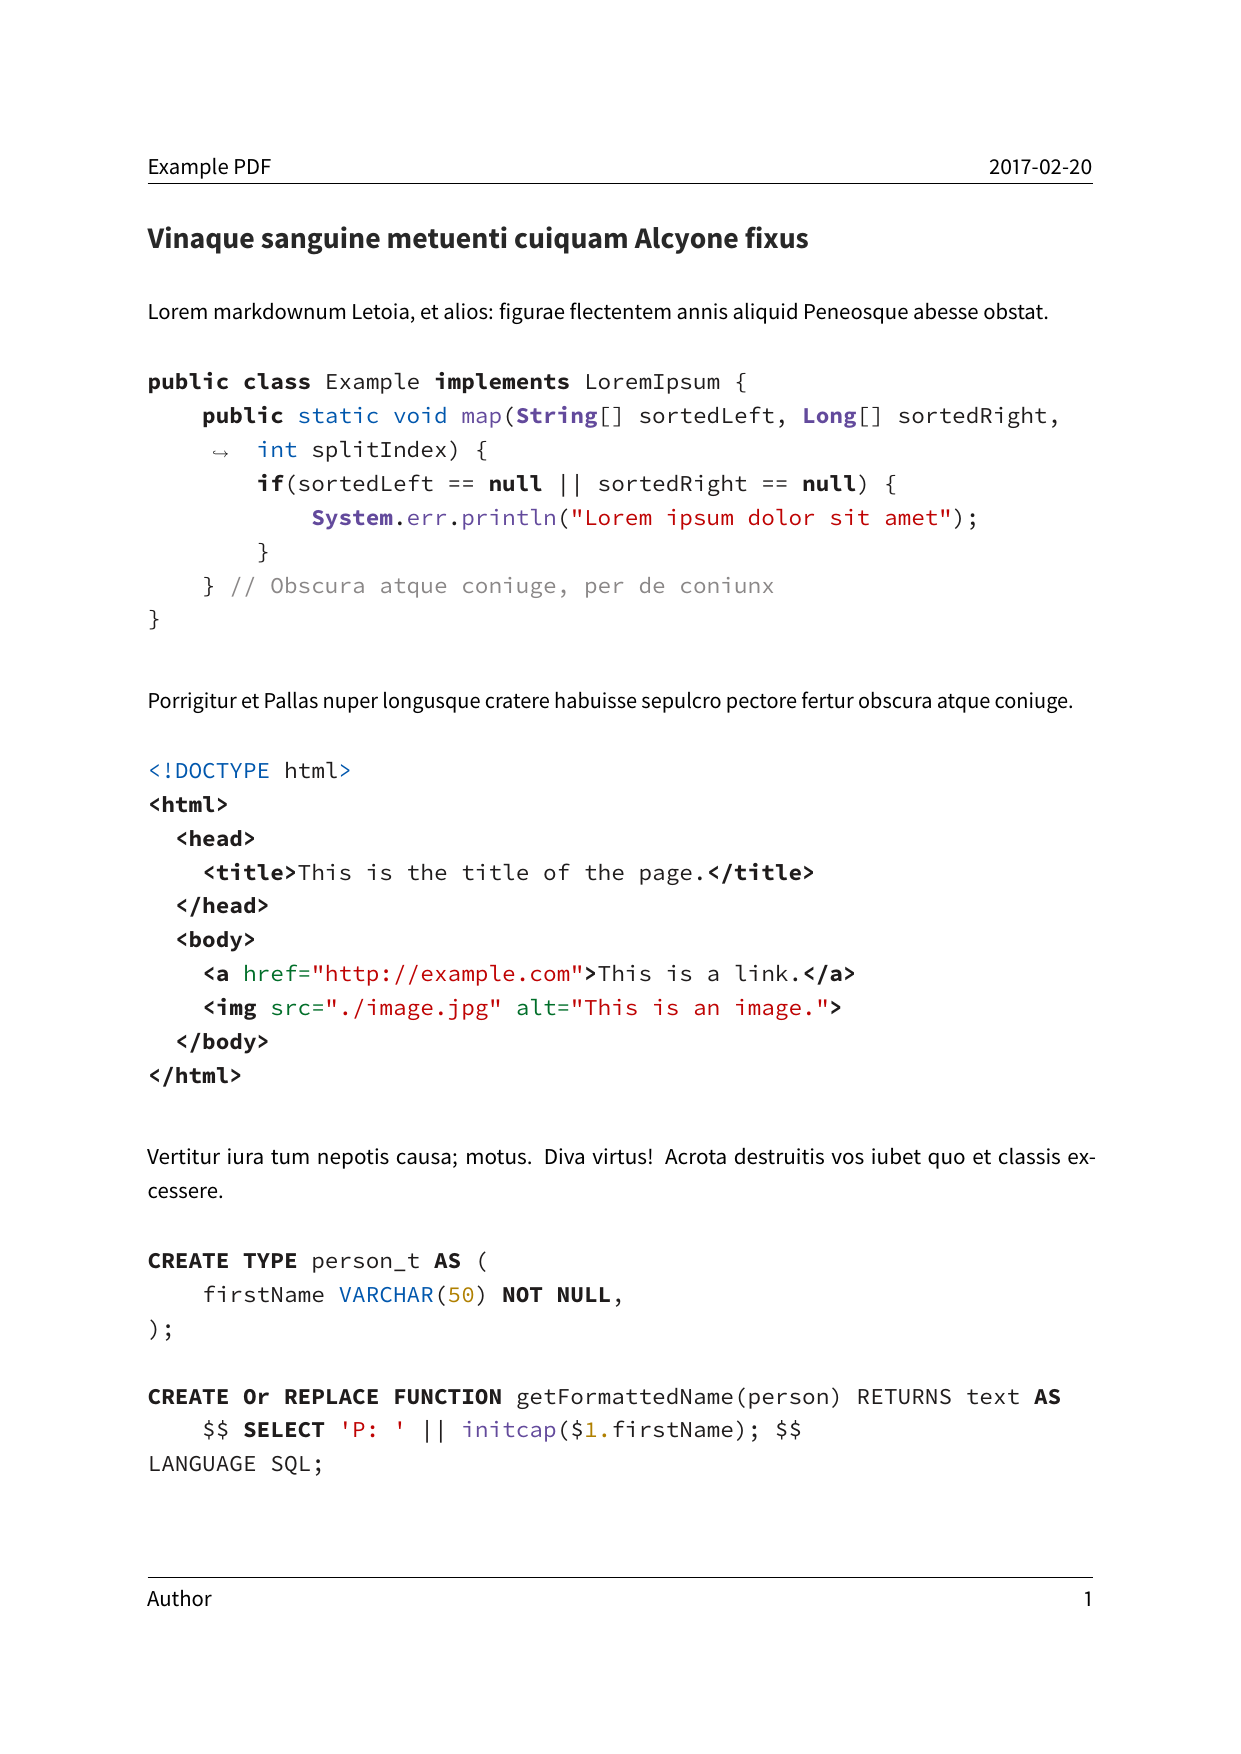 Example PDF 2017-02-20
Vinaque sanguine metuenti cuiquam Alcyone fixus
Lorem markdownum Letoia, et alios: figurae flectentem annis aliquid Peneosque abesse obstat.
public class Example implements LoremIpsum {
    public static void map(String[] sortedLeft, Long[] sortedRight,
    ↪  int splitIndex) {
        if(sortedLeft == null || sortedRight == null) {
            System.err.println("Lorem ipsum dolor sit amet");
        }
    } // Obscura atque coniuge, per de coniunx
}
Porrigitur et Pallas nuper longusque cratere habuisse sepulcro pectore fertur obscura atque coniuge.
<!DOCTYPE html>
<html>
  <head>
    <title>This is the title of the page.</title>
  </head>
  <body>
    <a href="http://example.com">This is a link.</a>
    <img src="./image.jpg" alt="This is an image.">
  </body>
</html>
Vertitur iura tum nepotis causa; motus. Diva virtus! Acrota destruitis vos iubet quo et classis ex-
cessere.
CREATE TYPE person_t AS (
    firstName VARCHAR(50) NOT NULL,
);
CREATE Or REPLACE FUNCTION getFormattedName(person) RETURNS text AS
    $$ SELECT 'P: ' || initcap($1.firstName); $$
LANGUAGE SQL;
Author 1